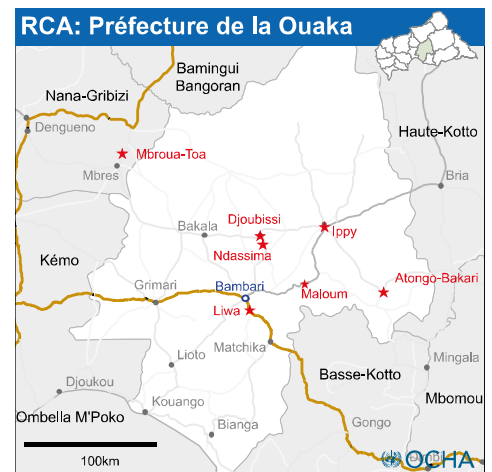 RCA: Préfecture de la Ouaka
Bamingui
Bangoran
Nana-Gribizi
Dengueno
Haute-Kotto
Mbroua-Toa
Mbres
Bria
Djoubissi
Bakala
Ippy
Ndassima
Kémo
Atongo-Bakari
Grimari
Bambari
Maloum
Liwa
Matchika
Lioto
Mingala
Basse-Kotto
Djoukou
Mbomou
Kouango
Ombella M'Poko
Gongo
Bianga
100km
OCHA